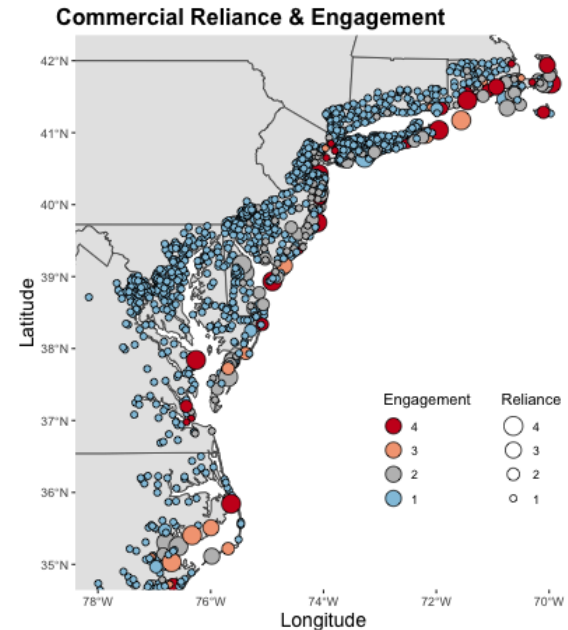 Commercial Reliance & Engagement
42°N
41°N
40°N
39°N
38°N
37°N
36°N
35°N
Latitude
Engagement
4
3
2
1
Reliance
4
3
2
1
78°W 76°W 74°W 72°W 70°W
Longitude